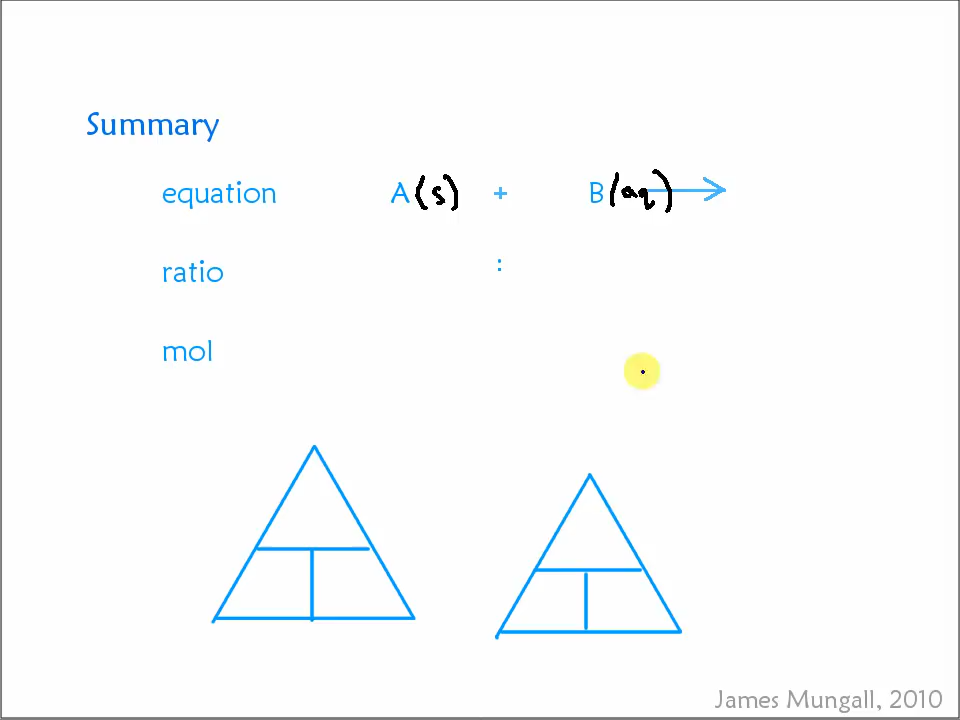 Summary
equation A (s) + B (aq)
ratio :
mol
James Mungall, 2010